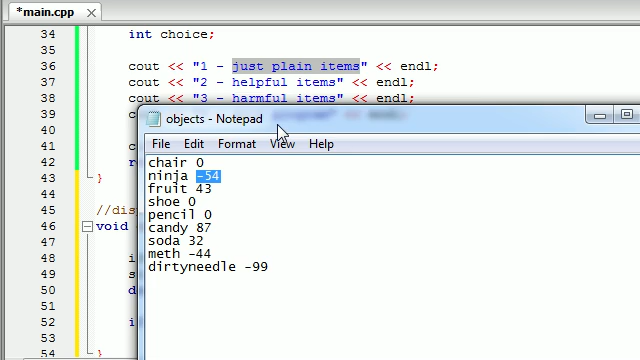 *main.cpp
34 int choice;
35
36 cout << "1 - just plain items" << endl;
37 cout << "2 - helpful items" << endl;
38 cout << "3 - harmful items" << endl;
39 c
objects - Notepad
40
File Edit Format View Help
41 c
42 re
43 }
44
45 //dis
46 void
47
48 i
49 s
50 d
51
52 i
53
54 }
chair 0
ninja -54
fruit 43
shoe 0
pencil 0
candy 87
soda 32
meth -44
dirtyneedle -99